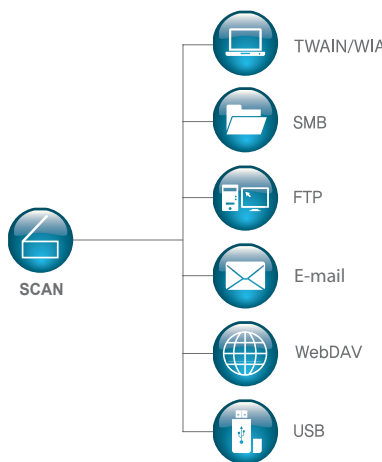 TWAIN/WIA
SMB
FTP
E-mail
SCAN
WebDAV
USB